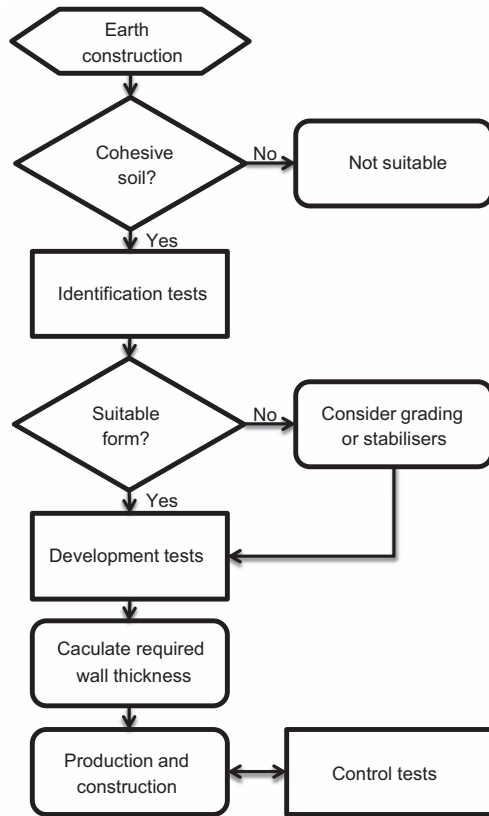 Earth
construction
Cohesive
soil?
No
Not suitable
Yes
Identification tests
Suitable
form?
No
Consider grading
or stabilisers
Yes
Development tests
Caculate required
wall thickness
Production and
construction
Control tests